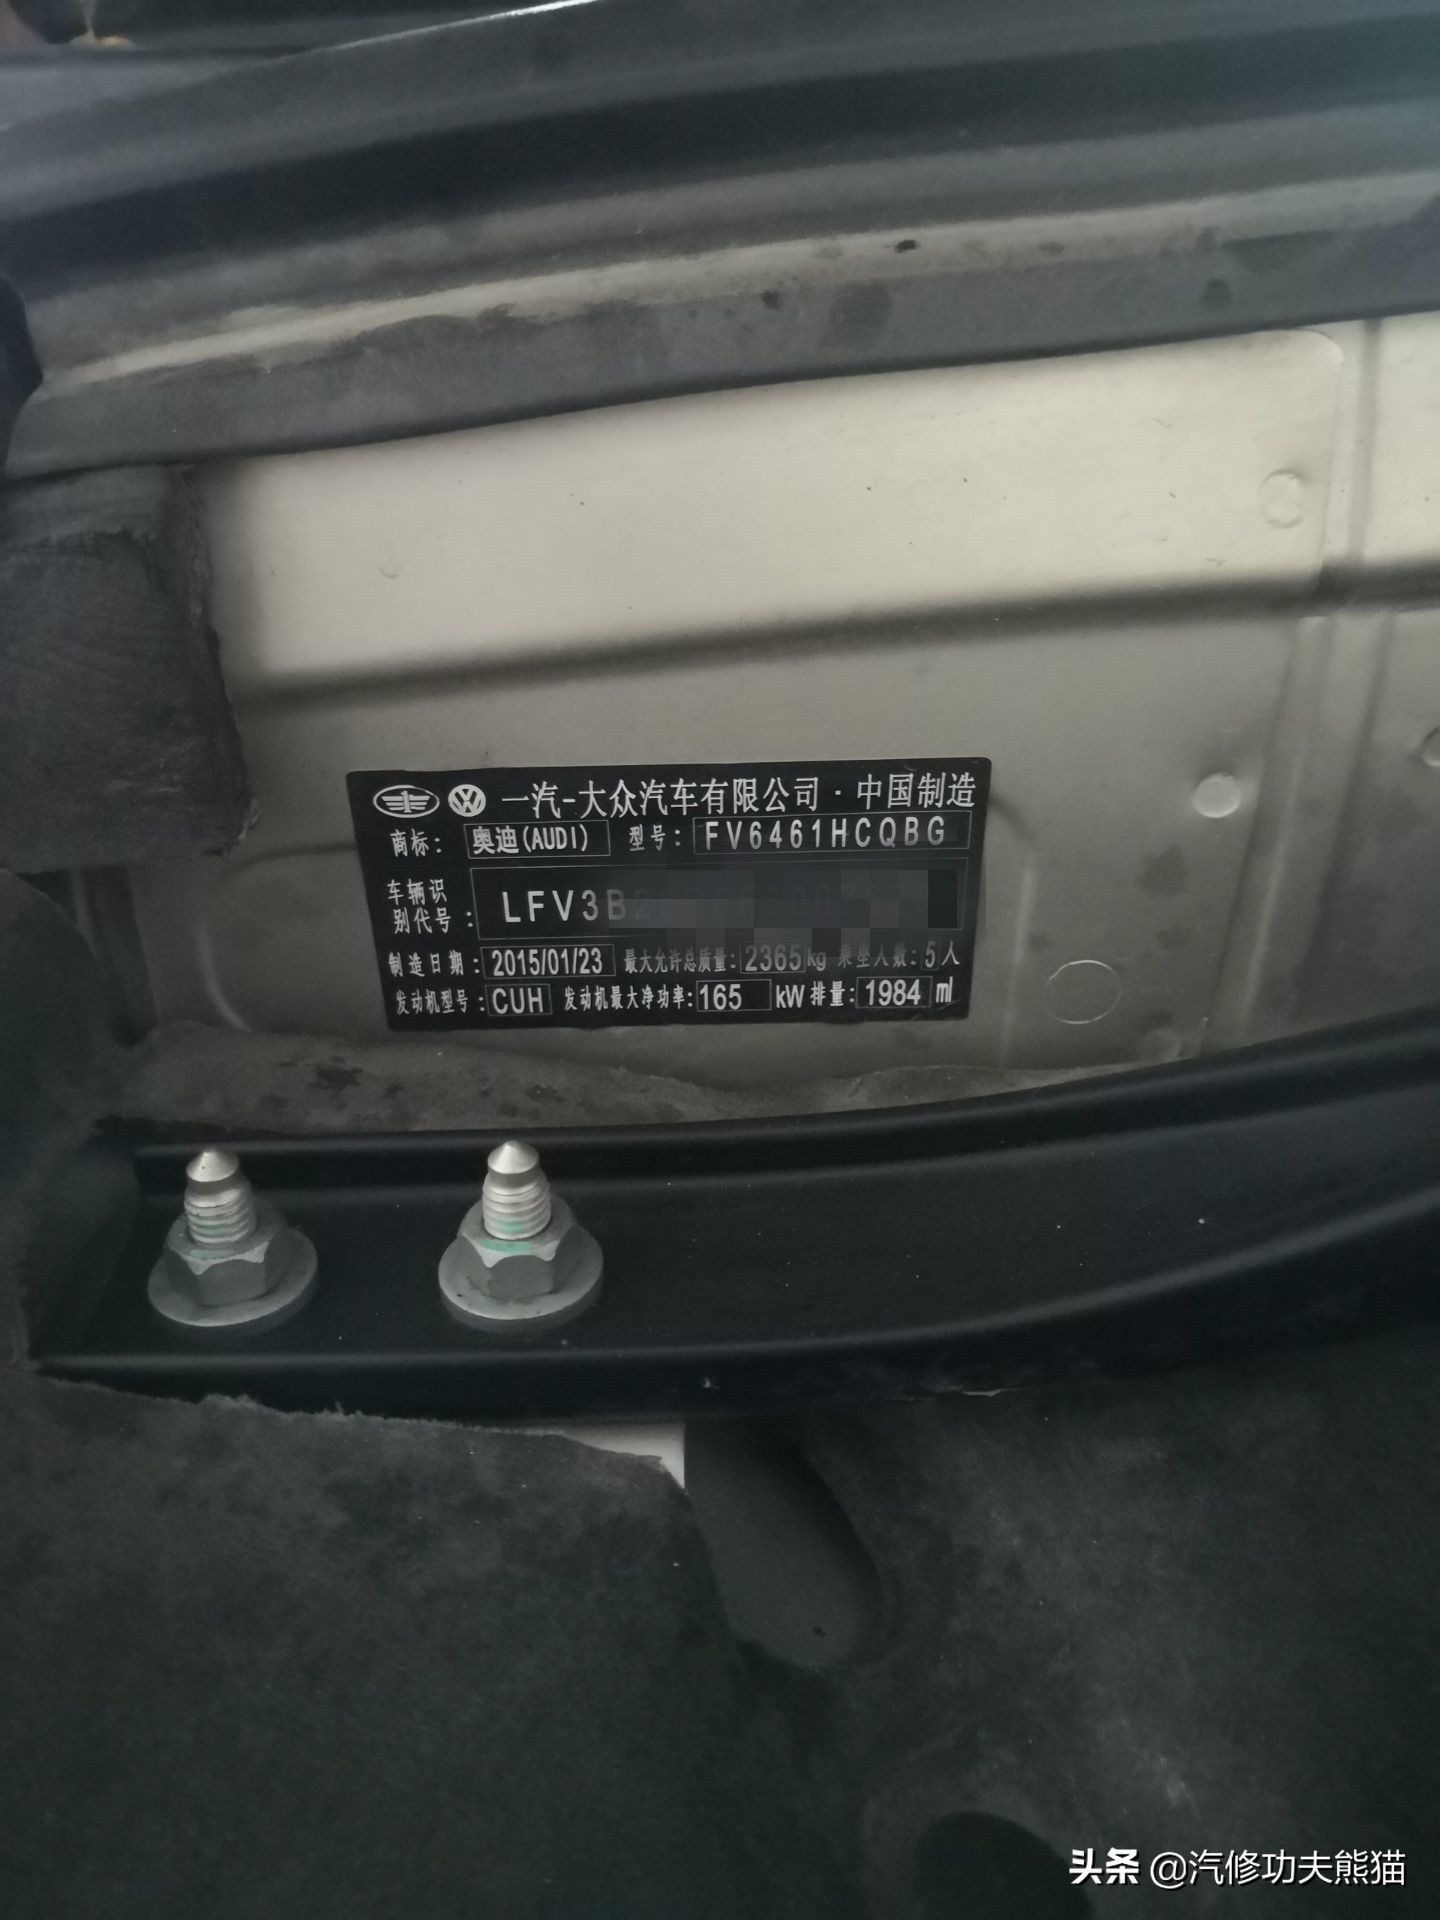 一汽-大众汽车有限公司·中国制造
商标: 奥迪(AUDI) 型号: FV6461HCQBG
车辆识别代号: LFV3B
制造日期: 2015/01/23 最大允许总质量: 2365kg 乘坐人数: 5人
发动机型号: CUH 发动机最大净功率: 165 kW 排量: 1984 ml
头条 @汽修功夫熊猫